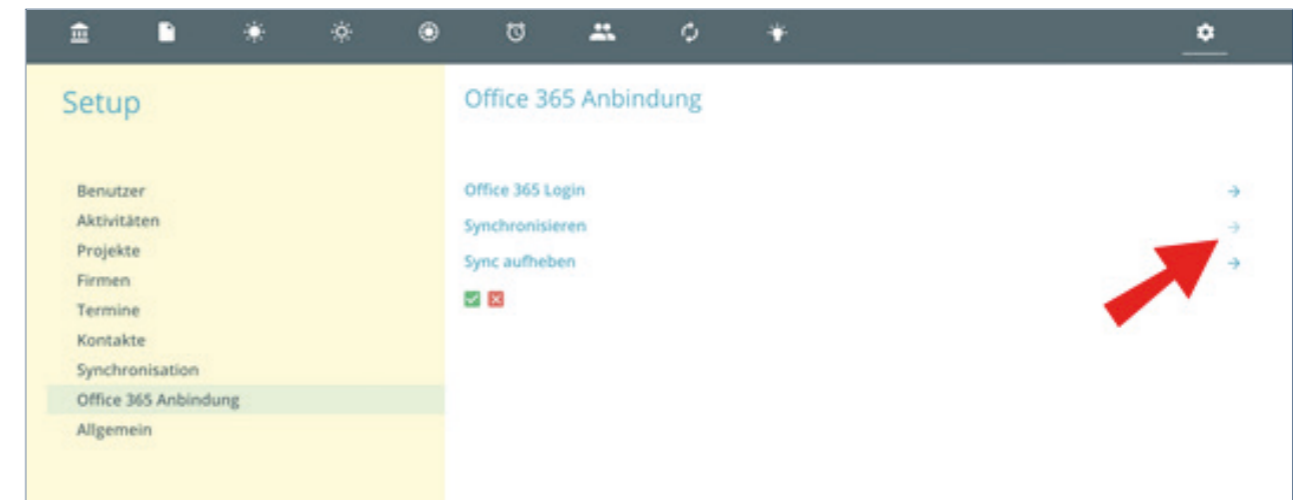 Setup
Benutzer
Aktivitäten
Projekte
Firmen
Termine
Kontakte
Synchronisation
Office 365 Anbindung
Allgemein
Office 365 Anbindung
Office 365 Login
Synchronisieren
Sync aufheben